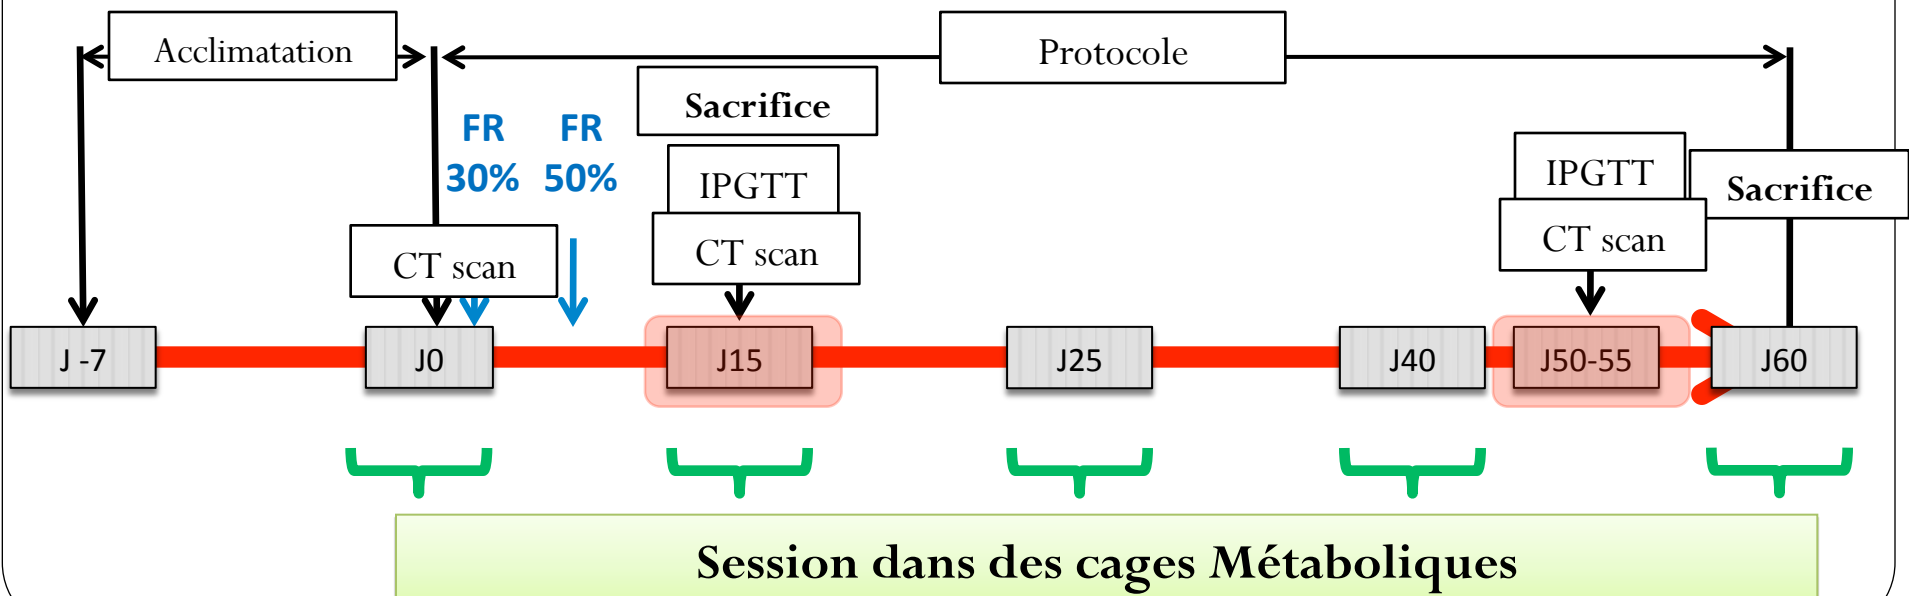 Acclimatation
Protocole
Sacrifice
FR
30%
FR
50%
IPGTT
CT scan
CT scan
IPGTT
CT scan
Sacrifice
J -7
J0
J15
J25
J40
J50-55
J60
Session dans des cages Métaboliques